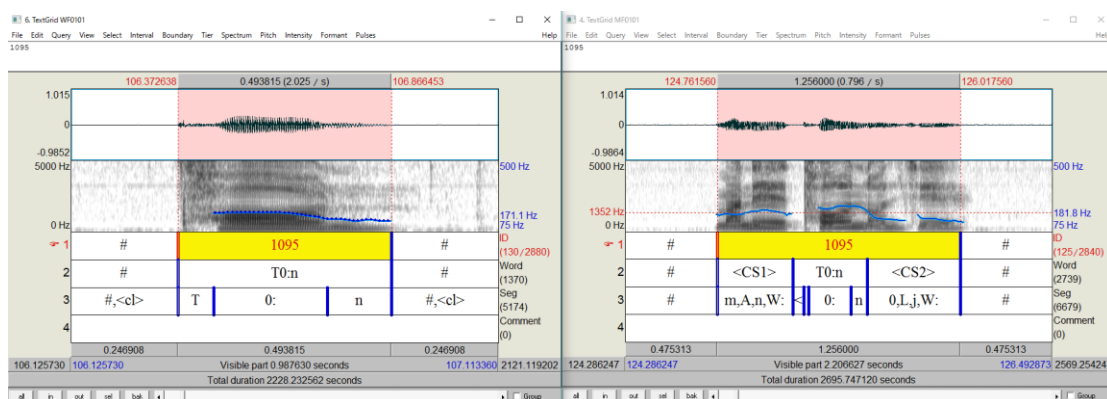 6. TextGrid WF0101
File Edit Query View Select Interval Boundary Tier Spectrum Pitch Intensity Formant Pulses Help
1095
106.372638 0.493815 (2.025 / s) 106.866453
1.015
0
-0.9852
5000 Hz 500 Hz
171.1 Hz
0 Hz 75 Hz
1 # 1095 # ID (130/2880)
2 # T0:n # Word (1370)
3 #,<cl> T 0: n #,<cl> Seg (5174)
4 Comment (0)
0.246908 0.493815 0.246908
106.125730 106.125730 Visible part 0.987630 seconds 107.113360 2121.119202
Total duration 2228.232562 seconds
all in out sel bak Group
4. TextGrid MF0101
File Edit Query View Select Interval Boundary Tier Spectrum Pitch Intensity Formant Pulses Hel
1095
124.761560 1.256000 (0.796 / s) 126.017560
1.014
0
-0.9864
5000 Hz 500 Hz
1352 Hz 181.8 Hz
0 Hz 75 Hz
1 # 1095 # ID (125/2840)
2 # <CS1> T0:n <CS2> # Word (2739)
3 # m,A,n,W: < 0: n 0,L,j,W: # Seg (6679)
4 Comment (0)
0.475313 1.256000 0.475313
124.286247 124.286247 Visible part 2.206627 seconds 126.492873 2569.25424
Total duration 2695.747120 seconds
all in out sel bak Group